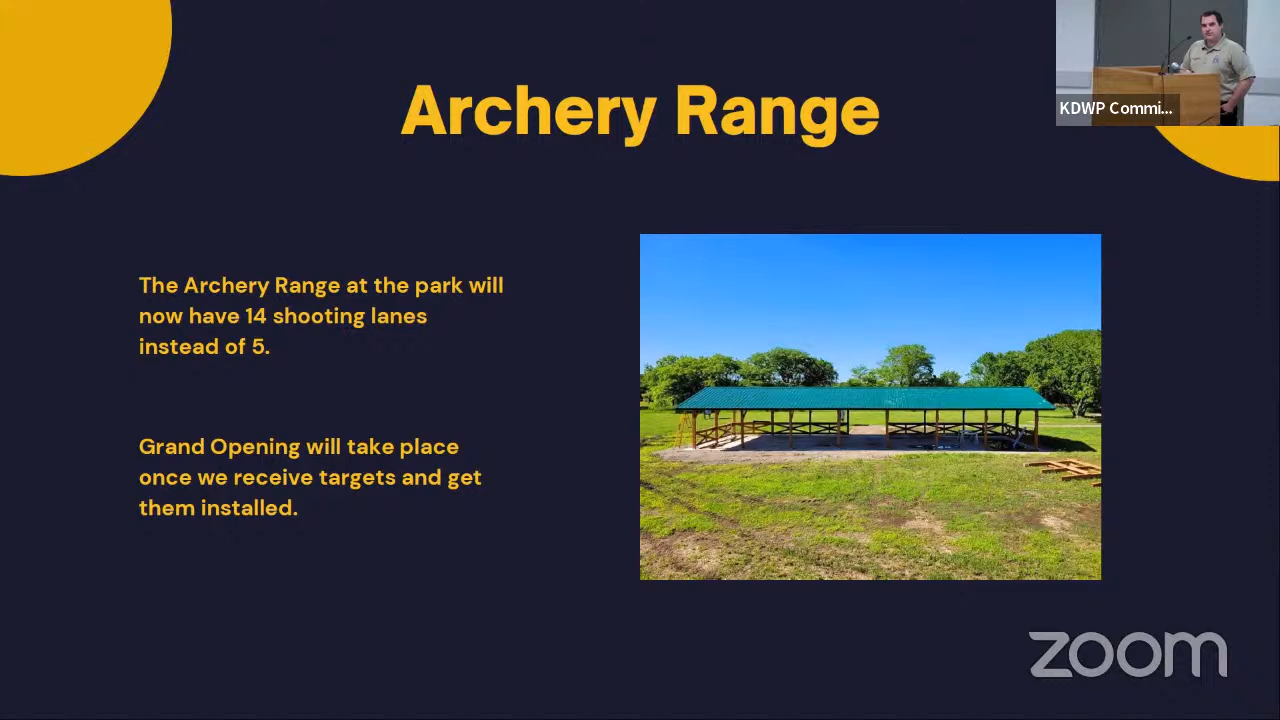 Archery Range
KDWP Commi...
The Archery Range at the park will
now have 14 shooting lanes
instead of 5.
Grand Opening will take place
once we receive targets and get
them installed.
zoom